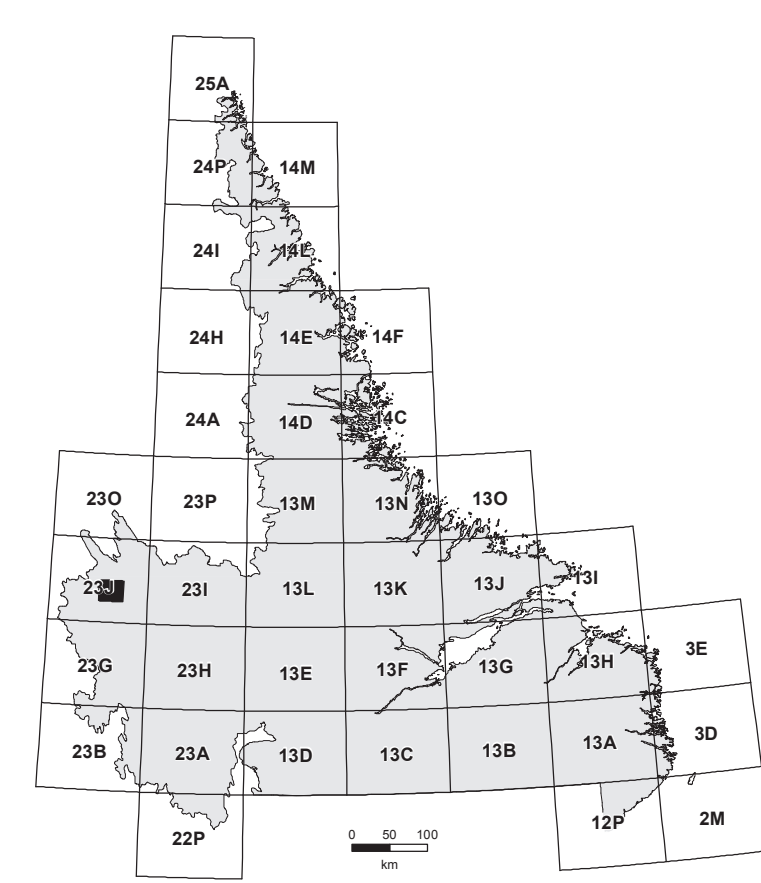 25A
24P 14M
24I 14L
24H 14E 14F
24A 14D 14C
23O 23P 13M 13N 13O
23J 23I 13L 13K 13J 13I
23G 23H 13E 13F 13G 13H 3E
23B 23A 13D 13C 13B 13A 3D
22P 12P 2M
0 50 100
km